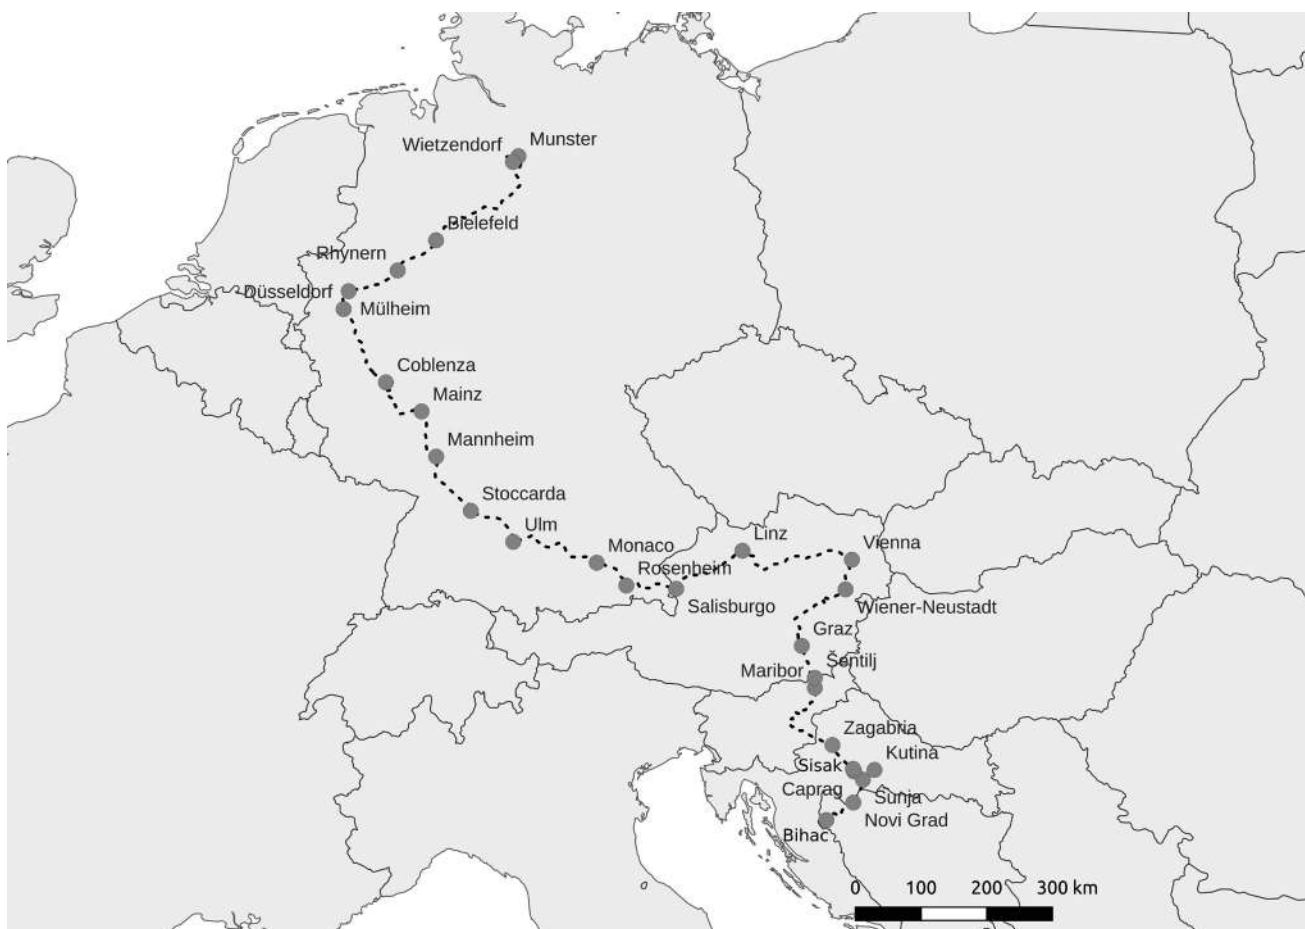 Wietzendorf
Munster
Bielefeld
Rhynern
Düsseldorf
Mülheim
Coblenza
Mainz
Mannheim
Stoccarda
Ulm
Linz
Vienna
Monaco
Rosenheim
Salisburgo
Wiener-Neustadt
Graz
Šentilj
Maribor
Zagabria
Kutina
Sisak
Caprag
Sunja
Novi Grad
Bihac
0 100 200 300 km